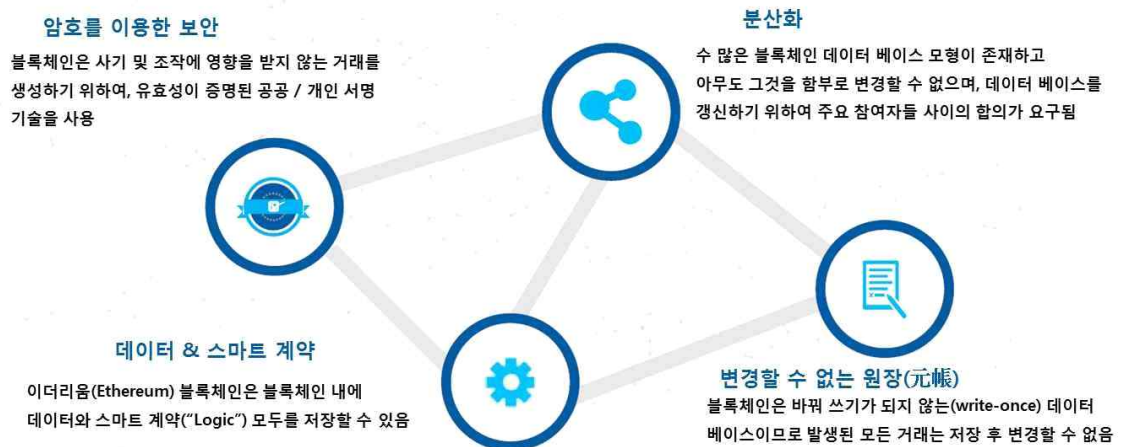 암호를 이용한 보안
블록체인은 사기 및 조작에 영향을 받지 않는 거래를
생성하기 위하여, 유효성이 증명된 공공 / 개인 서명
기술을 사용
분산화
수 많은 블록체인 데이터 베이스 모형이 존재하고
아무도 그것을 함부로 변경할 수 없으며, 데이터 베이스를
갱신하기 위하여 주요 참여자들 사이의 합의가 요구됨
데이터 & 스마트 계약
이더리움(Ethereum) 블록체인은 블록체인 내에
데이터와 스마트 계약(“Logic”) 모두를 저장할 수 있음
변경할 수 없는 원장(元帳)
블록체인은 바꿔 쓰기가 되지 않는(write-once) 데이터
베이스이므로 발생된 모든 거래는 저장 후 변경할 수 없음